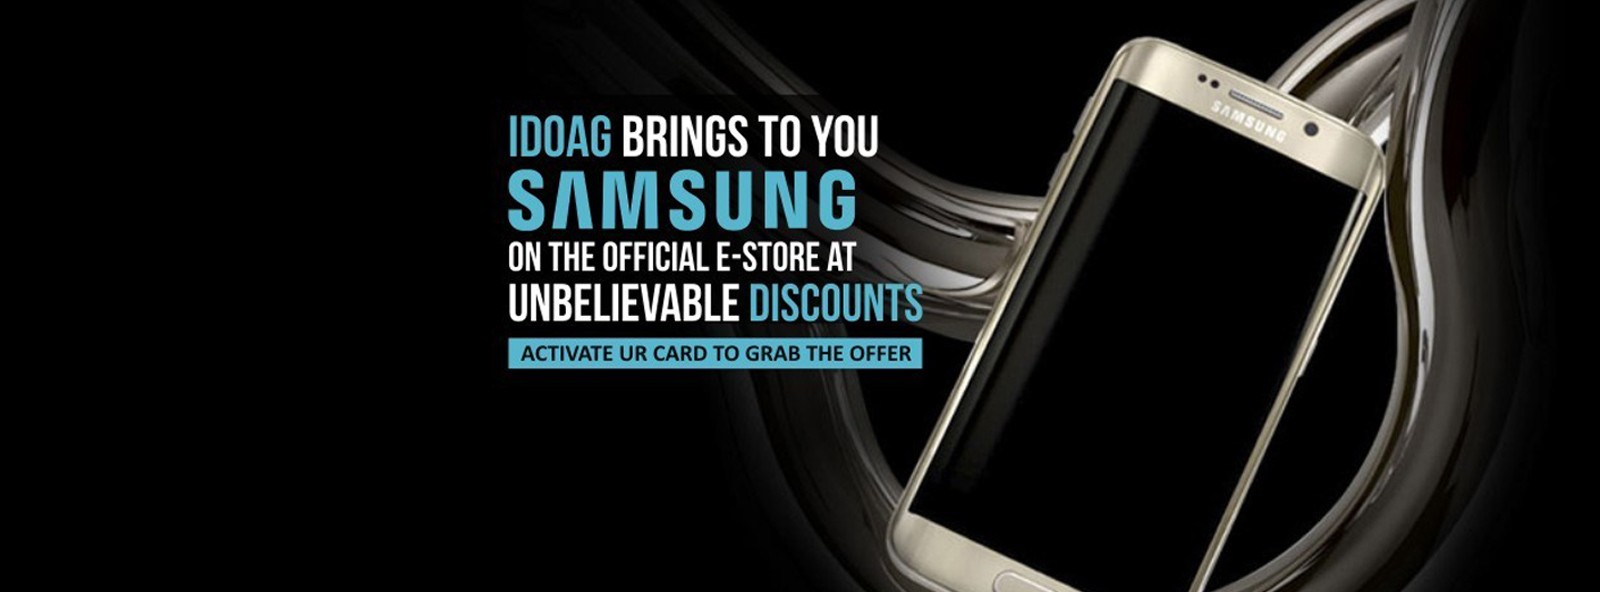 IDOAG BRINGS TO YOU
SAMSUNG
ON THE OFFICIAL E-STORE AT
UNBELIEVABLE DISCOUNTS
ACTIVATE UR CARD TO GRAB THE OFFER
SAMSUNG